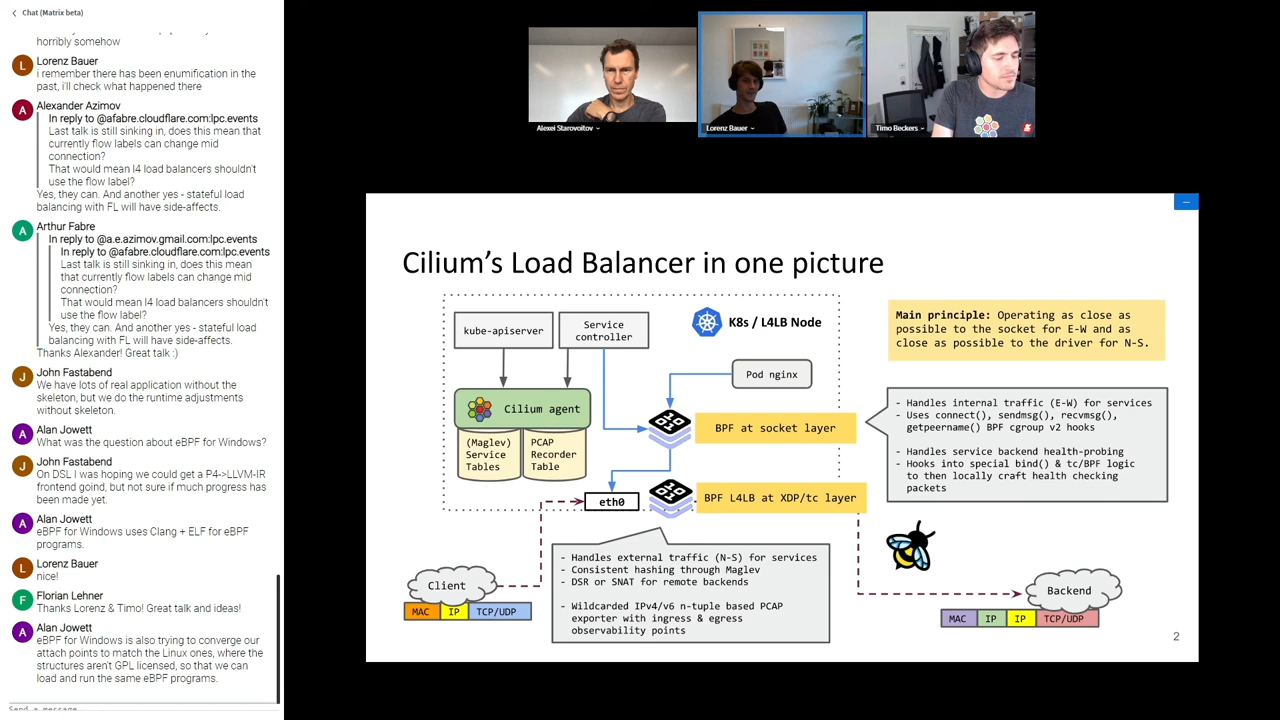 Chat (Matrix beta)
horribly somehow
L
Lorenz Bauer
i remember there has been enumification in the
past, i'll check what happened there
A
Alexander Azimov
In reply to @afabre.cloudflare.com:lpc.events
Last talk is still sinking in, does this mean that
currently flow labels can change mid
connection?
That would mean l4 load balancers shouldn't
use the flow label?
Yes, they can. And another yes - stateful load
balancing with FL will have side-affects.
A
Arthur Fabre
In reply to @a.e.azimov.gmail.com:lpc.events
In reply to @afabre.cloudflare.com:lpc.events
Last talk is still sinking in, does this mean
that currently flow labels can change mid
connection?
That would mean l4 load balancers shouldn't
use the flow label?
Yes, they can. And another yes - stateful load
balancing with FL will have side-affects.
Thanks Alexander! Great talk :)
J
John Fastabend
We have lots of real application without the
skeleton, but we do the runtime adjustments
without skeleton.
A
Alan Jowett
What was the question about eBPF for Windows?
J
John Fastabend
On DSL I was hoping we could get a P4->LLVM-IR
frontend goind, but not sure if much progress has
been made yet.
A
Alan Jowett
eBPF for Windows uses Clang + ELF for eBPF
programs.
L
Lorenz Bauer
nice!
F
Florian Lehner
Thanks Lorenz & Timo! Great talk and ideas!
A
Alan Jowett
eBPF for Windows is also trying to converge our
attach points to match the Linux ones, where the
structures aren't GPL licensed, so that we can
load and run the same eBPF programs.
Send a message
Alexei Starovoitov
Lorenz Bauer
Timo Beckers
Cilium's Load Balancer in one picture
kube-apiserver
Service
controller
K8s / L4LB Node
Pod nginx
Cilium agent
(Maglev)
Service
Tables
PCAP
Recorder
Table
BPF at socket layer
eth0
BPF L4LB at XDP/tc layer
Main principle: Operating as close as
possible to the socket for E-W and as
close as possible to the driver for N-S.
- Handles internal traffic (E-W) for services
- Uses connect(), sendmsg(), recvmsg(),
getpeername() BPF cgroup v2 hooks
- Handles service backend health-probing
- Hooks into special bind() & tc/BPF logic
to then locally craft health checking
packets
- Handles external traffic (N-S) for services
- Consistent hashing through Maglev
- DSR or SNAT for remote backends
- Wildcarded IPv4/v6 n-tuple based PCAP
exporter with ingress & egress
observability points
Client
MAC IP TCP/UDP
Backend
MAC IP IP TCP/UDP
2